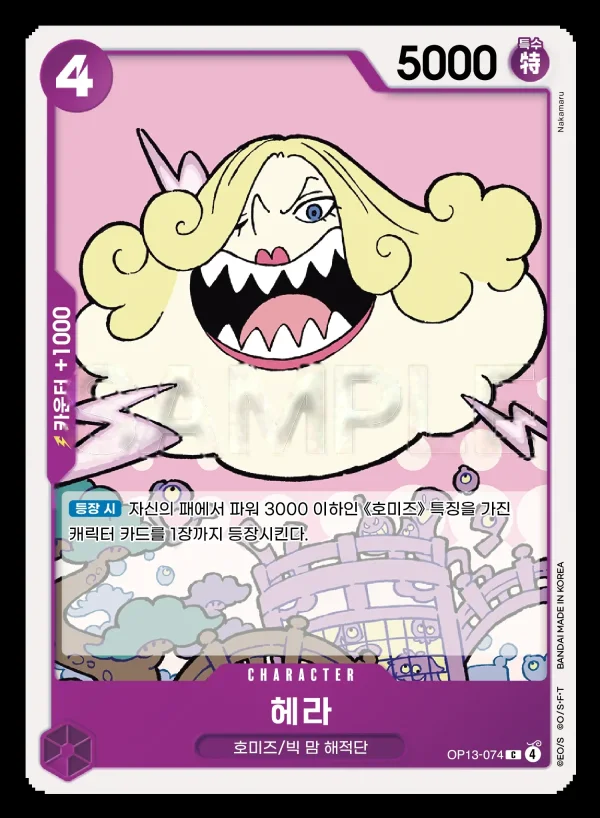 4
5000
특수
特
Nakamaru
카운터 +1000
SAMPLE
등장 시 자신의 패에서 파워 3000 이하인 《호미즈》 특징을 가진
캐릭터 카드를 1장까지 등장시킨다.
CHARACTER
헤라
호미즈/빅 맘 해적단
OP13-074 C 4
©EO/S ©O/S·F·T BANDAI MADE IN KOREA